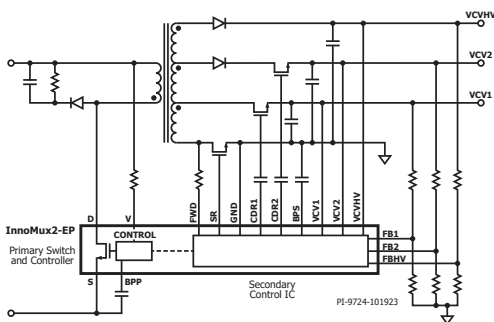 VCVHV
VCV2
VCV1
FWD
SR
GND
CDR1
CDR2
BPS
VCV1
VCV2
VCVHV
InnoMux2-EP
Primary Switch
and Controller
D
V
CONTROL
S
BPP
Secondary
Control IC
FB1
FB2
FBHV
PI-9724-101923